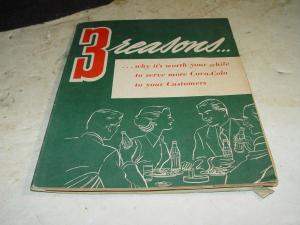 3 reasons...
...why it's worth your while
to serve more Coca-Cola
to your Customers